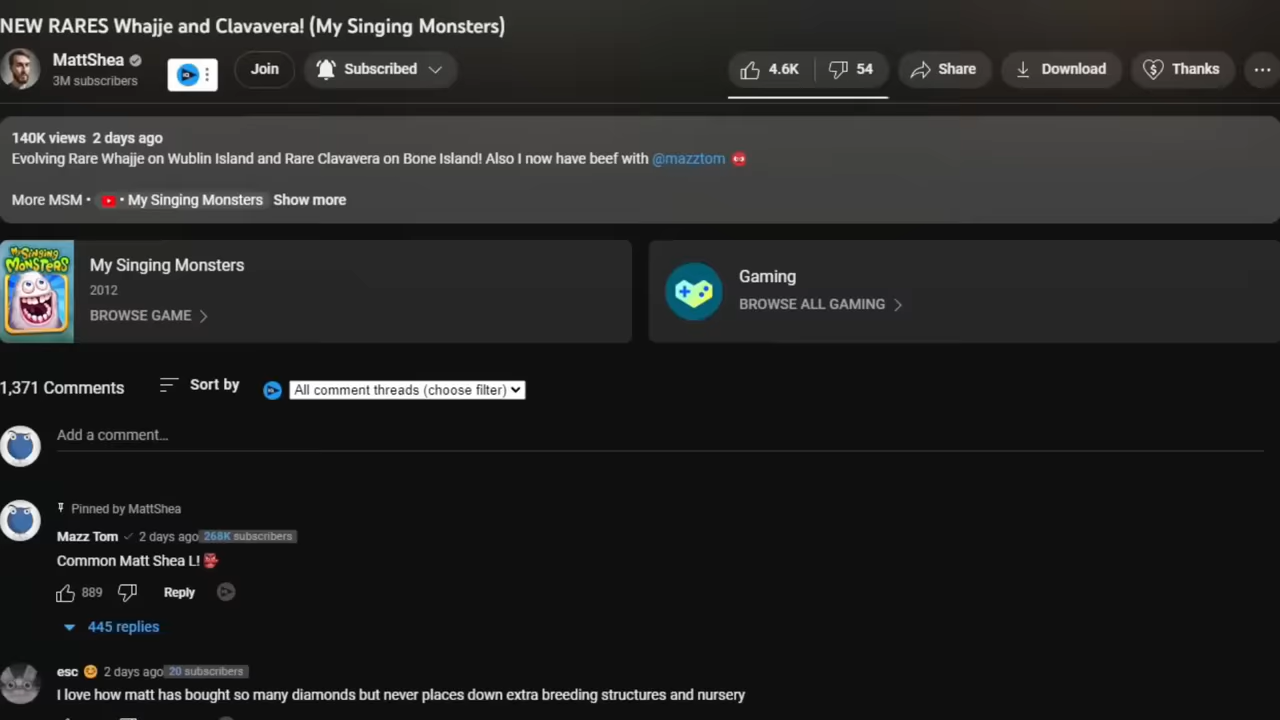 NEW RARES Whajje and Clavavera! (My Singing Monsters)
MattShea
3M subscribers
Join
Subscribed
4.6K
54
Share
Download
Thanks
140K views 2 days ago
Evolving Rare Whajje on Wublin Island and Rare Clavavera on Bone Island! Also I now have beef with @mazztom
More MSM • • My Singing Monsters Show more
My Singing Monsters
My Singing Monsters
2012
BROWSE GAME
Gaming
BROWSE ALL GAMING
1,371 Comments
Sort by
All comment threads (choose filter)
Add a comment…
Pinned by MattShea
Mazz Tom 2 days ago 268K subscribers
Common Matt Shea L!
889
Reply
445 replies
esc 2 days ago 20 subscribers
I love how matt has bought so many diamonds but never places down extra breeding structures and nursery